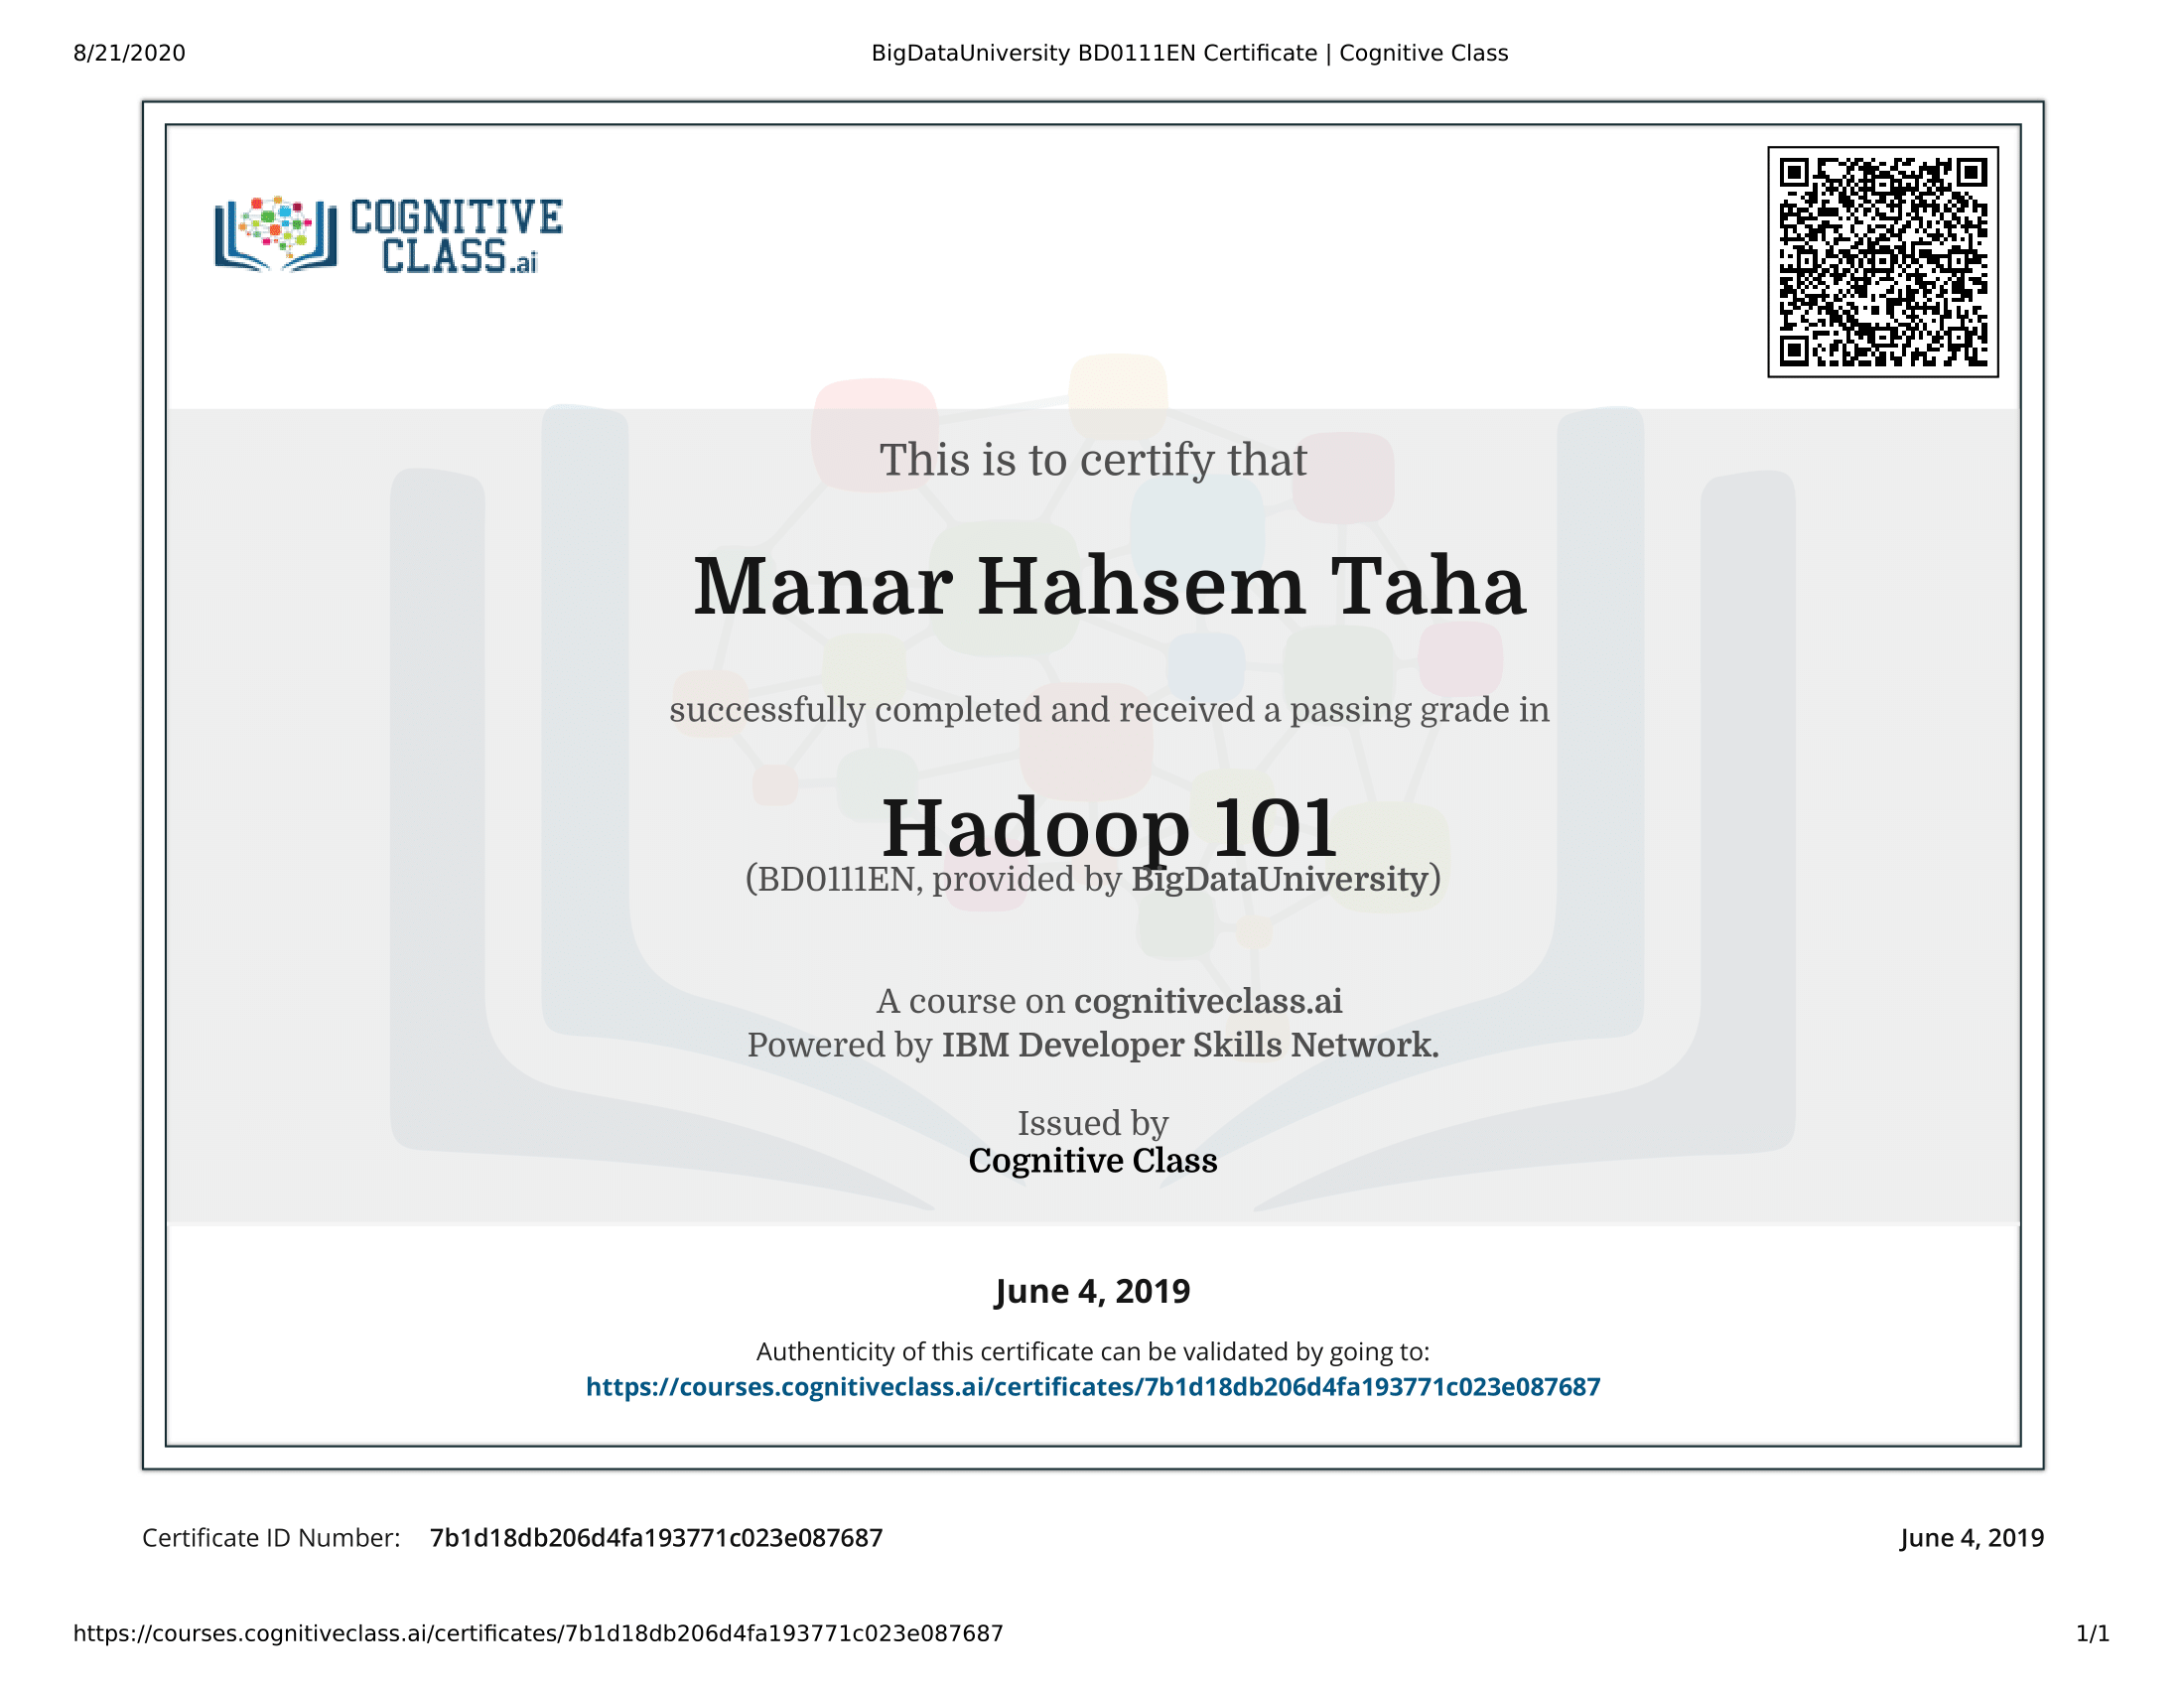 8/21/2020
BigDataUniversity BD0111EN Certificate | Cognitive Class
COGNITIVE
CLASS.ai
This is to certify that
Manar Hahsem Taha
successfully completed and received a passing grade in
Hadoop 101
(BD0111EN, provided by BigDataUniversity)
A course on cognitiveclass.ai
Powered by IBM Developer Skills Network.
Issued by
Cognitive Class
June 4, 2019
Authenticity of this certificate can be validated by going to:
https://courses.cognitiveclass.ai/certificates/7b1d18db206d4fa193771c023e087687
Certificate ID Number: 7b1d18db206d4fa193771c023e087687
June 4, 2019
https://courses.cognitiveclass.ai/certificates/7b1d18db206d4fa193771c023e087687
1/1